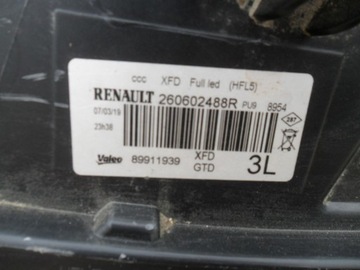 ccc XFD Full led (HFL5)
RENAULT 260602488R PU9 8954
07/03/19
23h38
Valeo 89911939 XFD 3L
GTD